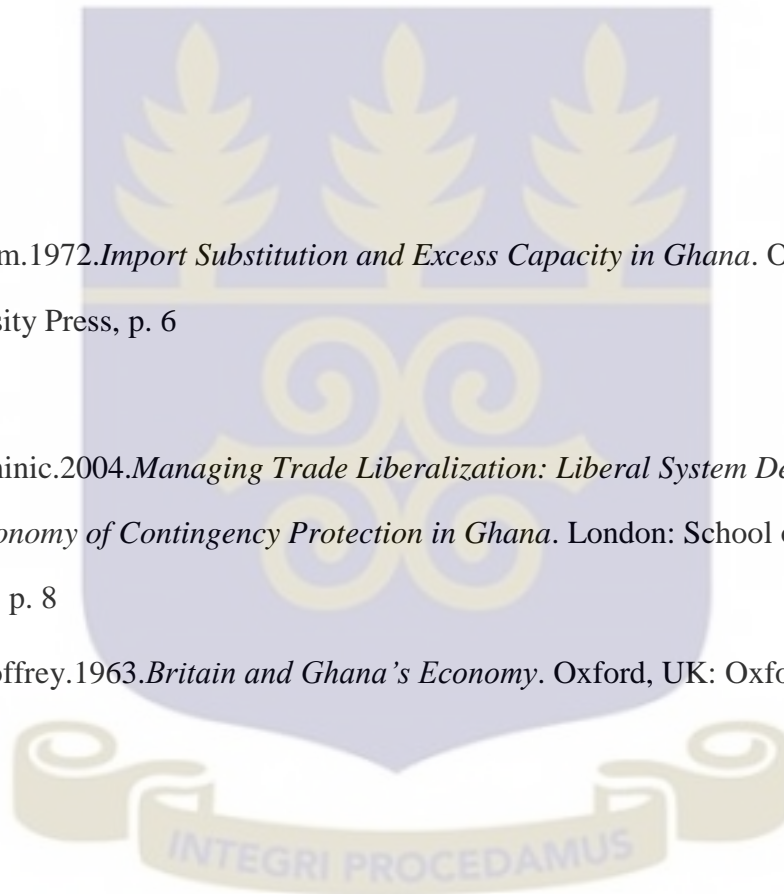 m.1972.Import Substitution and Excess Capacity in Ghana. O
sity Press, p. 6
inic.2004.Managing Trade Liberalization: Liberal System De
onomy of Contingency Protection in Ghana. London: School
p. 8
ffrey.1963.Britain and Ghana’s Economy. Oxford, UK: Oxfo
INTEGRI PROCEDAMUS